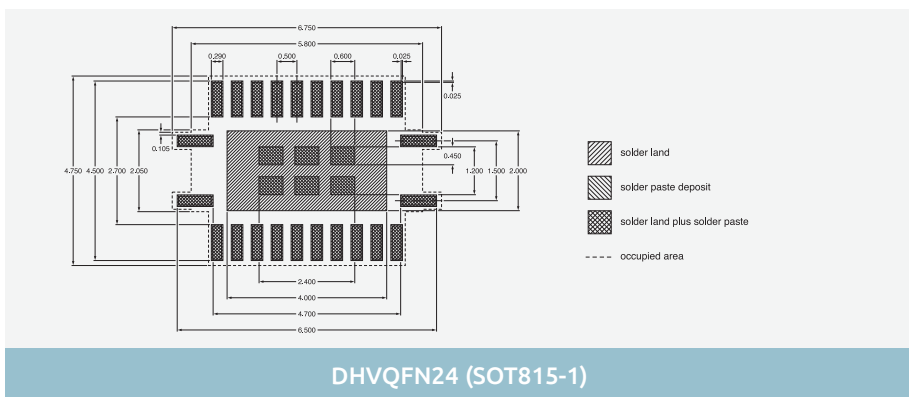 6.750
5.800
0.290 0.500 0.600 0.025
0.025
0.105
0.450
4.750 4.500 2.700 2.050 1.200 1.500 2.000
2.400
4.000
4.700
6.500
solder land
solder paste deposit
solder land plus solder paste
occupied area
DHVQFN24 (SOT815-1)